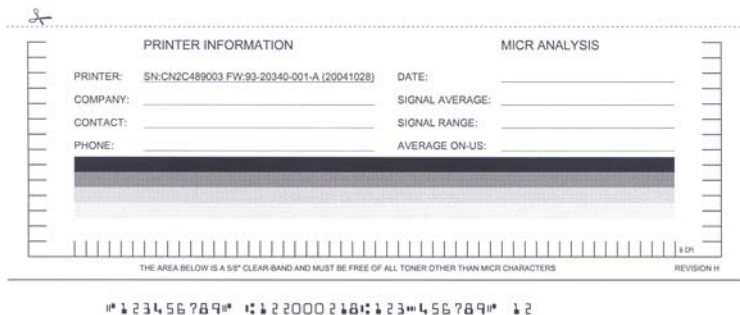 PRINTER INFORMATION MICR ANALYSIS
PRINTER: SN:CN2C489003 FW:93-20340-001-A (20041028) DATE:
COMPANY: SIGNAL AVERAGE:
CONTACT: SIGNAL RANGE:
PHONE: AVERAGE ON-US:
8 CPI
THE AREA BELOW IS A 5/8" CLEAR-BAND AND MUST BE FREE OF ALL TONER OTHER THAN MICR CHARACTERS REVISION H
⑈123456789⑈ ⑆122000218⑆123⑉456789⑈ 12